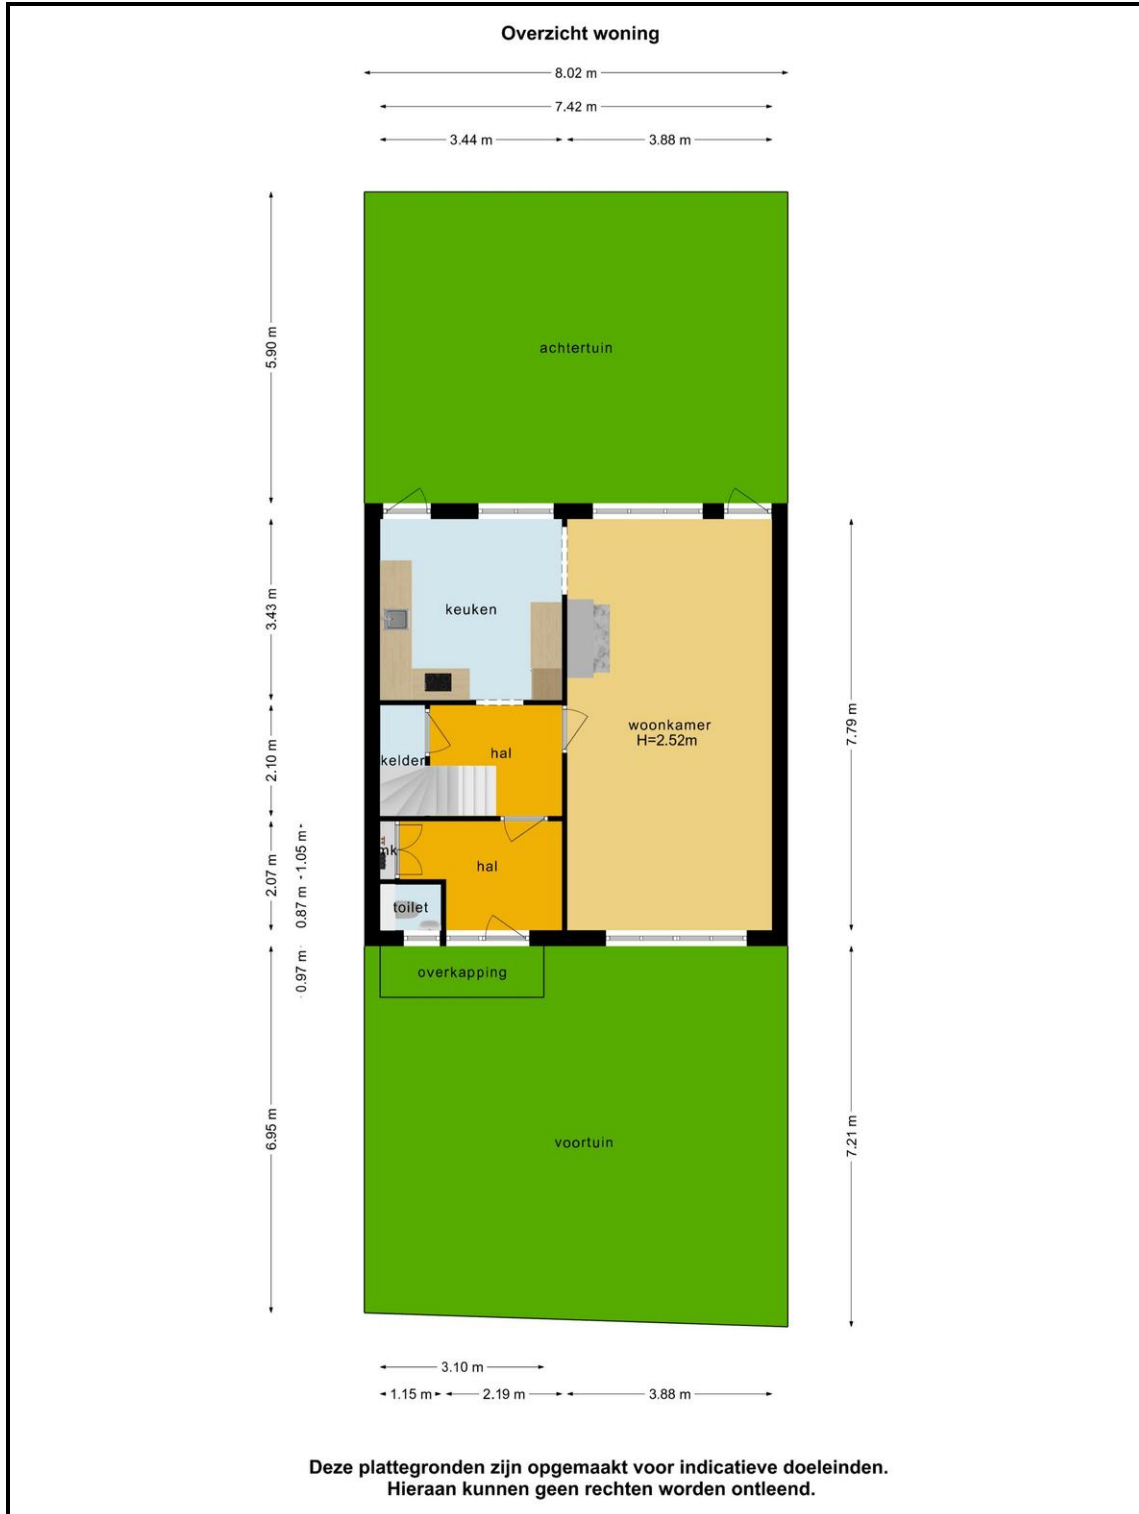 Overzicht woning
8.02 m
7.42 m
3.44 m
3.88 m
5.90 m
achtertuin
3.43 m
keuken
7.79 m
woonkamer
H=2.52m
2.10 m
kelder
hal
2.07 m
0.87 m
1.05 m
mk
hal
toilet
0.97 m
overkapping
6.95 m
voortuin
7.21 m
3.10 m
1.15 m
2.19 m
3.88 m
Deze plattegronden zijn opgemaakt voor indicatieve doeleinden.
Hieraan kunnen geen rechten worden ontleend.